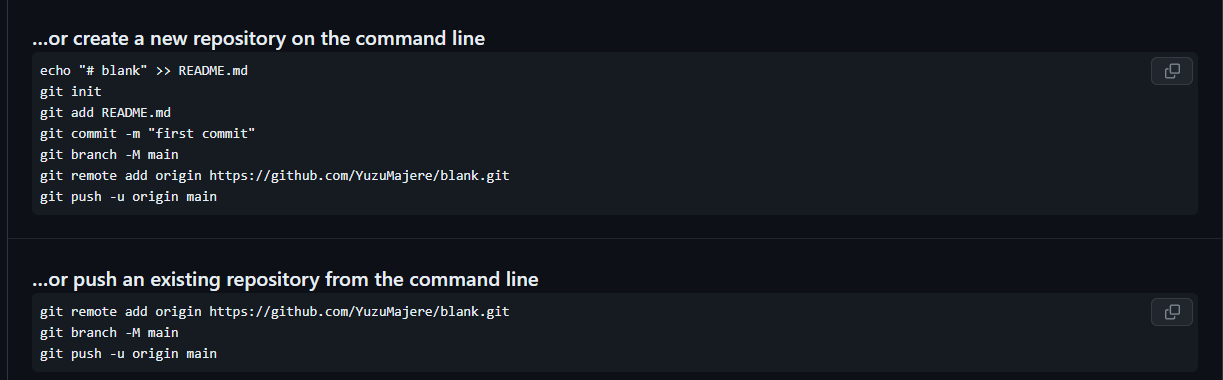 ...or create a new repository on the command line
echo "# blank" >> README.md
git init
git add README.md
git commit -m "first commit"
git branch -M main
git remote add origin https://github.com/YuzuMajere/blank.git
git push -u origin main
...or push an existing repository from the command line
git remote add origin https://github.com/YuzuMajere/blank.git
git branch -M main
git push -u origin main